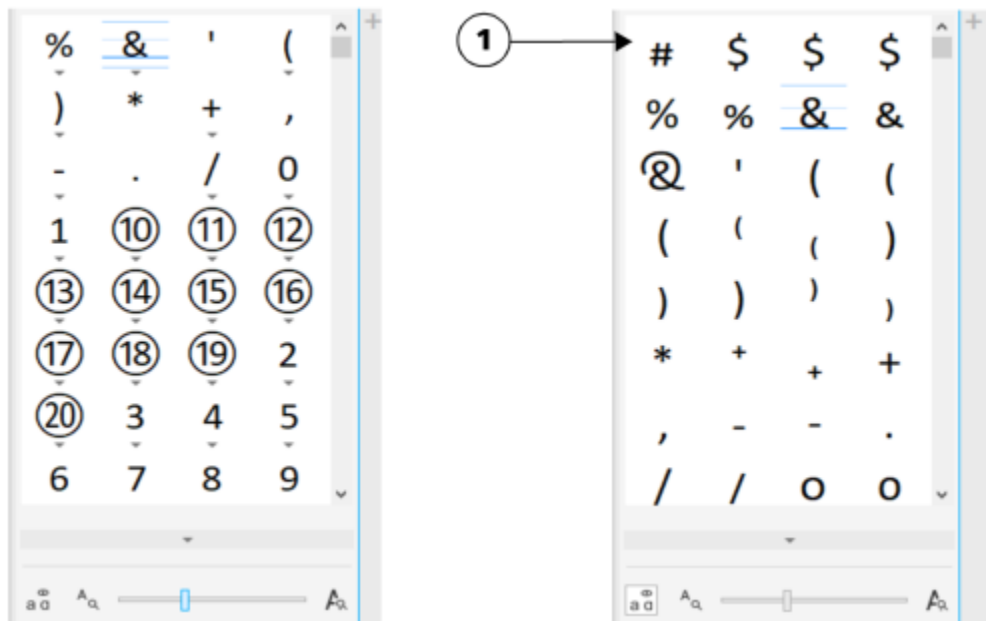 % & ' (
) * + ,
- . / 0
1 ⑩ ⑪ ⑫
⑬ ⑭ ⑮ ⑯
⑰ ⑱ ⑲ 2
⑳ 3 4 5
6 7 8 9
a a
A A
①
# $ $ $
% % & &
& ' ( (
( ( ( )
) ) ) )
* + + +
, - - .
/ / o o
a a
A A